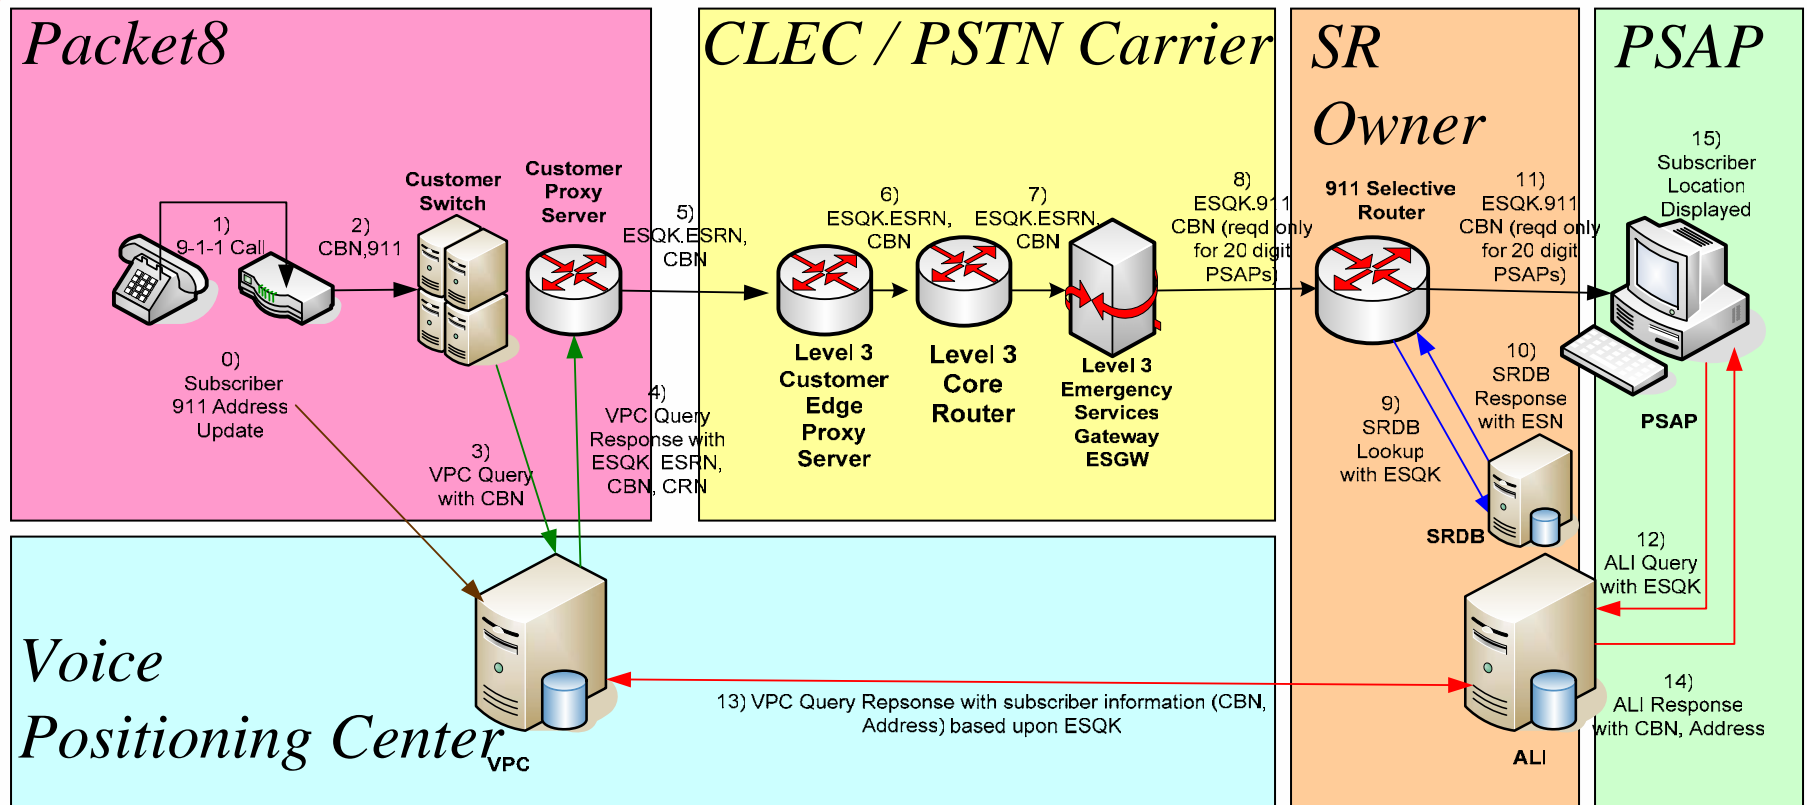 Packet8
CLEC / PSTN Carrier
SR
Owner
PSAP
Customer
Switch
Customer
Proxy
Server
1)
9-1-1 Call
2)
CBN,911
5)
ESQK.ESRN,
CBN
6)
ESQK.ESRN,
CBN
7)
ESQK.ESRN,
CBN
8)
ESQK.911
CBN (reqd only
for 20 digit
PSAPs)
911 Selective
Router
11)
ESQK.911
CBN (reqd only
for 20 digit
PSAPs)
15)
Subscriber
Location
Displayed
0)
Subscriber
911 Address
Update
3)
VPC Query
with CBN
4)
VPC Query
Response with
ESQK ESRN,
CBN, CRN
Level 3
Customer
Edge
Proxy
Server
Level 3
Core
Router
Level 3
Emergency
Services
Gateway
ESGW
9)
SRDB
Lookup
with ESQK
10)
SRDB
Response
with ESN
SRDB
PSAP
12)
ALI Query
with ESQK
Voice
Positioning Center
VPC
13) VPC Query Repsonse with subscriber information (CBN,
Address) based upon ESQK
ALI
14)
ALI Response
with CBN, Address